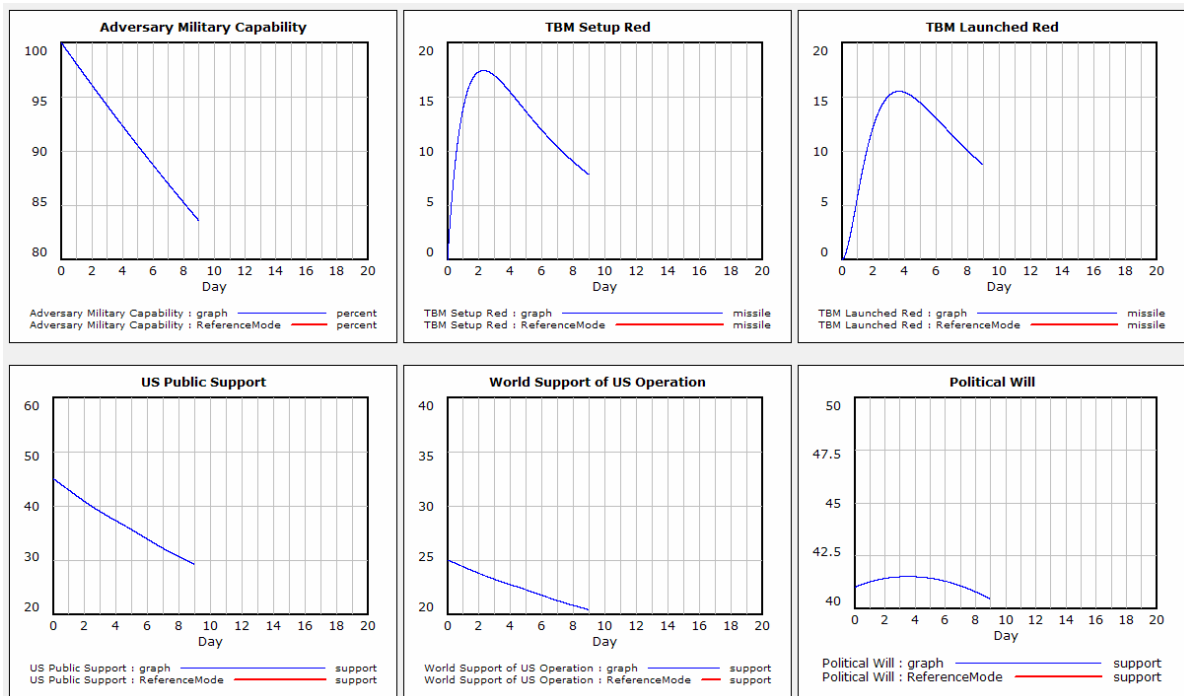 Adversary Military Capability
100
95
90
85
80
0 2 4 6 8 10 12 14 16 18 20
Day
Adversary Military Capability : graph percent
Adversary Military Capability : ReferenceMode percent
TBM Setup Red
20
15
10
5
0
0 2 4 6 8 10 12 14 16 18 20
Day
TBM Setup Red : graph missile
TBM Setup Red : ReferenceMode missile
TBM Launched Red
20
15
10
5
0
0 2 4 6 8 10 12 14 16 18 20
Day
TBM Launched Red : graph missile
TBM Launched Red : ReferenceMode missile
US Public Support
60
50
40
30
20
0 2 4 6 8 10 12 14 16 18 20
Day
US Public Support : graph support
US Public Support : ReferenceMode support
World Support of US Operation
40
35
30
25
20
0 2 4 6 8 10 12 14 16 18 20
Day
World Support of US Operation : graph support
World Support of US Operation : ReferenceMode support
Political Will
50
47.5
45
42.5
40
0 2 4 6 8 10 12 14 16 18 20
Day
Political Will : graph support
Political Will : ReferenceMode support